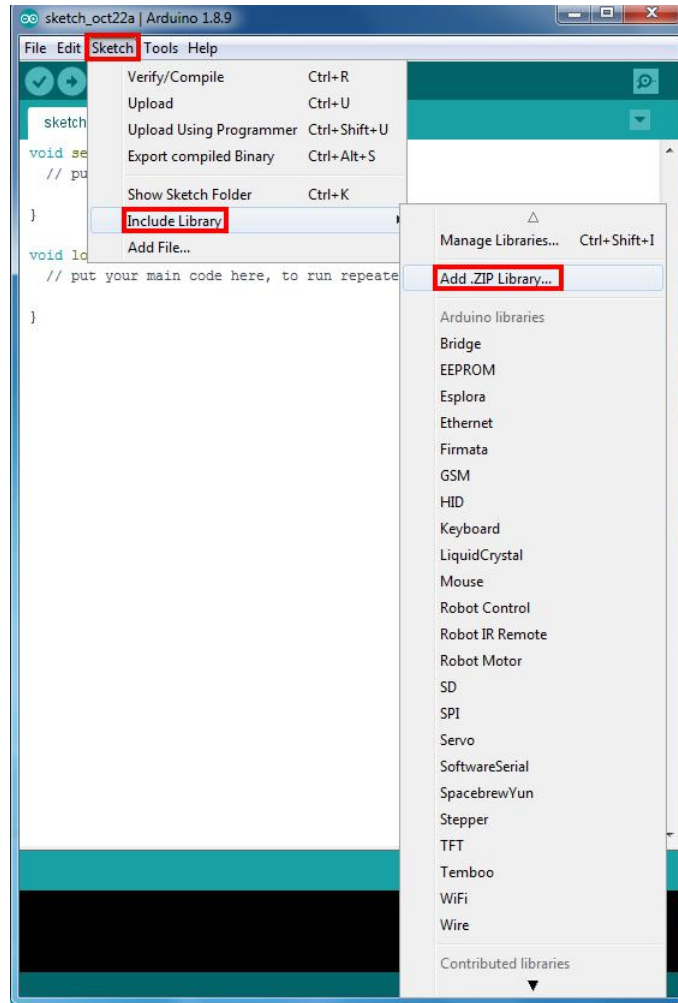 sketch_oct22a | Arduino 1.8.9
File Edit Sketch Tools Help
Verify/Compile Ctrl+R
Upload Ctrl+U
Upload Using Programmer Ctrl+Shift+U
Export compiled Binary Ctrl+Alt+S
Show Sketch Folder Ctrl+K
Include Library
Add File...
sketch
void se
// pu
}
void lo
// put your main code here, to run repeate
}
Manage Libraries... Ctrl+Shift+I
Add .ZIP Library...
Arduino libraries
Bridge
EEPROM
Esplora
Ethernet
Firmata
GSM
HID
Keyboard
LiquidCrystal
Mouse
Robot Control
Robot IR Remote
Robot Motor
SD
SPI
Servo
SoftwareSerial
SpacebrewYun
Stepper
TFT
Temboo
WiFi
Wire
Contributed libraries